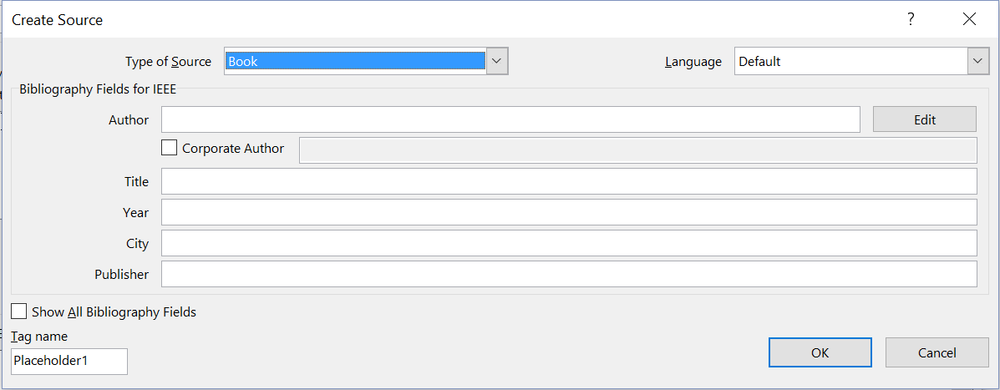 Create Source ?
Type of Source Book Language Default
Bibliography Fields for IEEE
Author Edit
Corporate Author
Title
Year
City
Publisher
Show All Bibliography Fields
Tag name
Placeholder1 OK Cancel